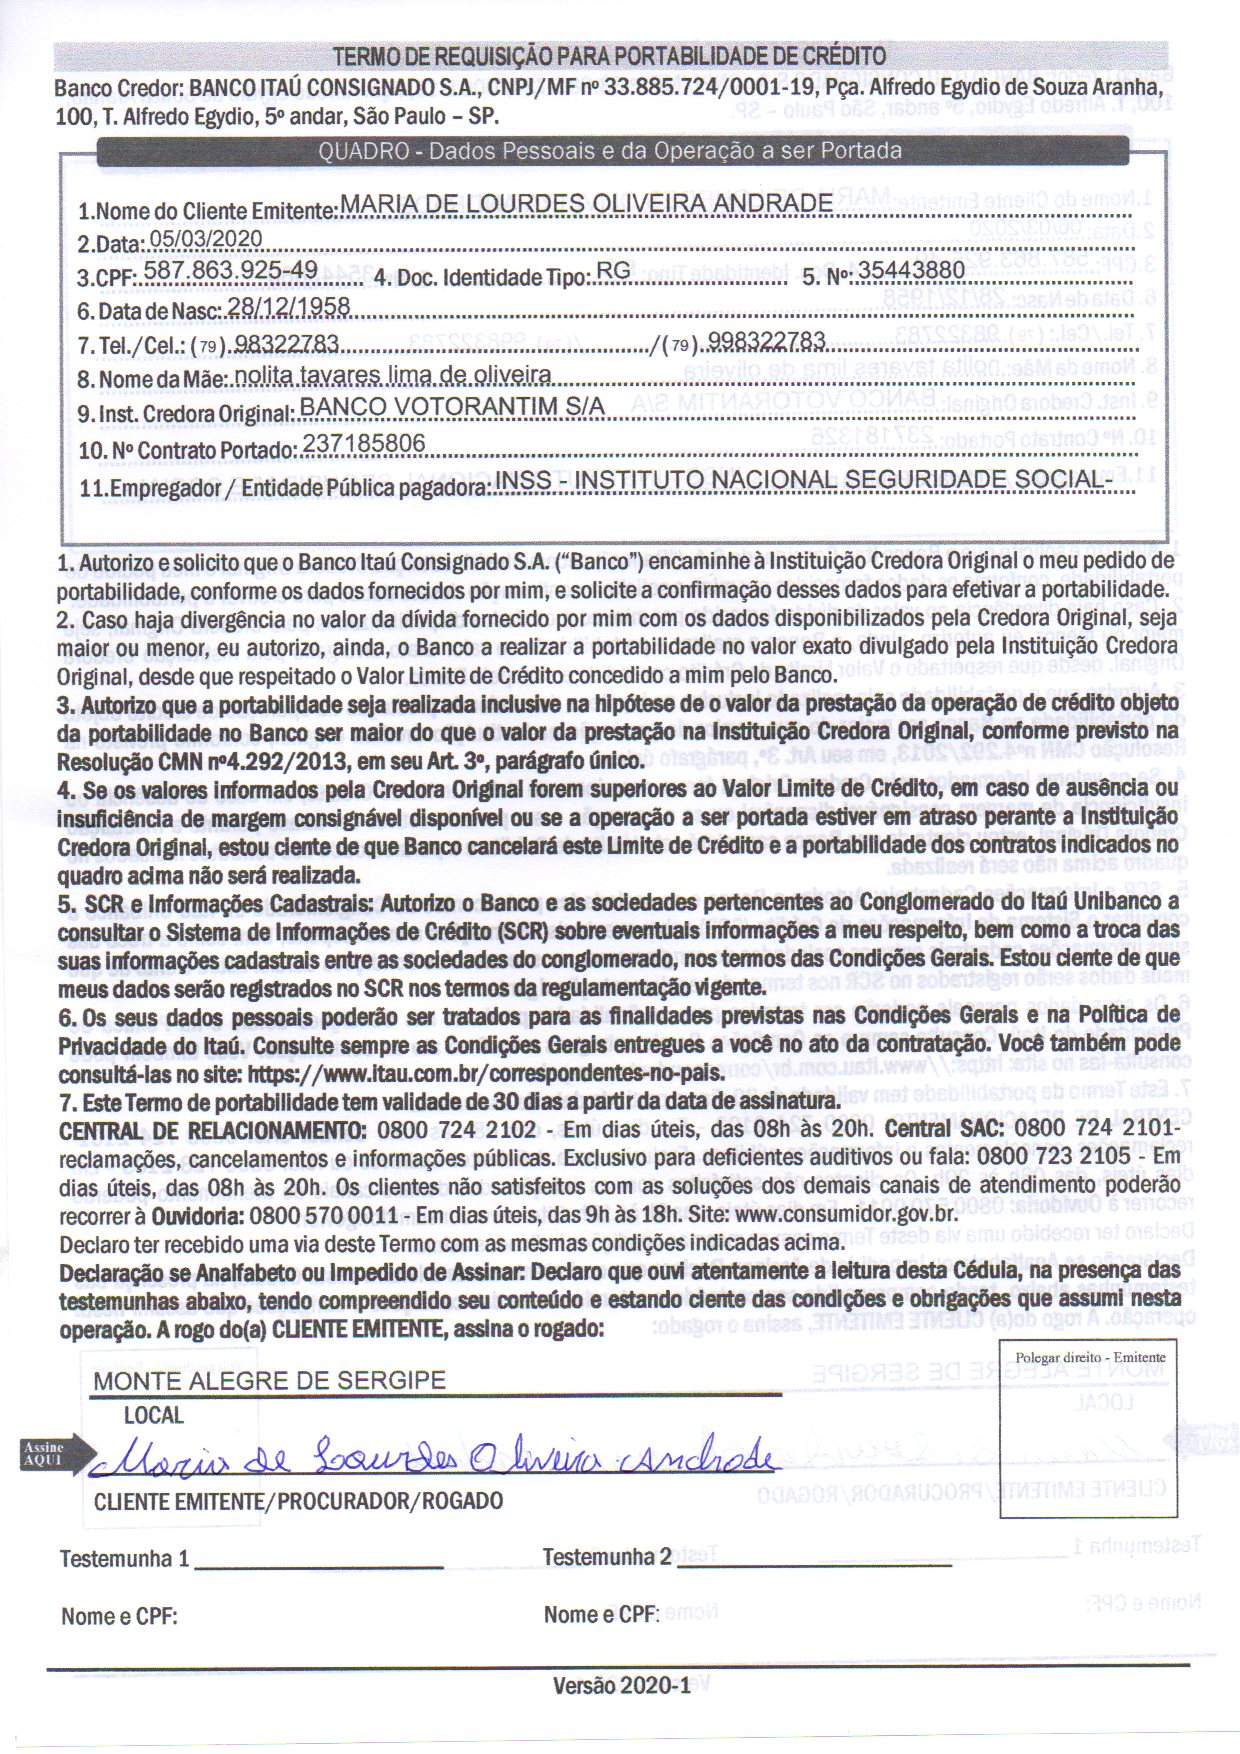 TERMO DE REQUISIÇÃO PARA PORTABILIDADE DE CRÉDITO
Banco Credor: BANCO ITAÚ CONSIGNADO S.A., CNPJ/MF nº 33.885.724/0001-19, Pça. Alfredo Egydio de Souza Aranha,
100, T. Alfredo Egydio, 5º andar, São Paulo – SP.
QUADRO - Dados Pessoais e da Operação a ser Portada
1.Nome do Cliente Emitente: MARIA DE LOURDES OLIVEIRA ANDRADE
2.Data: 05/03/2020
3.CPF: 587.863.925-49 4. Doc. Identidade Tipo: RG 5. Nº: 35443880
6. Data de Nasc: 28/12/1958
7. Tel./Cel.: (79) 98322783 /(79) 998322783
8. Nome da Mãe: nolita tavares lima de oliveira
9. Inst. Credora Original: BANCO VOTORANTIM S/A
10. Nº Contrato Portado: 237185806
11.Empregador / Entidade Pública pagadora: INSS - INSTITUTO NACIONAL SEGURIDADE SOCIAL-
1. Autorizo e solicito que o Banco Itaú Consignado S.A. (“Banco”) encaminhe à Instituição Credora Original o meu pedido de
portabilidade, conforme os dados fornecidos por mim, e solicite a confirmação desses dados para efetivar a portabilidade.
2. Caso haja divergência no valor da dívida fornecido por mim com os dados disponibilizados pela Credora Original, seja
maior ou menor, eu autorizo, ainda, o Banco a realizar a portabilidade no valor exato divulgado pela Instituição Credora
Original, desde que respeitado o Valor Limite de Crédito concedido a mim pelo Banco.
3. Autorizo que a portabilidade seja realizada inclusive na hipótese de o valor da prestação da operação de crédito objeto
da portabilidade no Banco ser maior do que o valor da prestação na Instituição Credora Original, conforme previsto na
Resolução CMN nº4.292/2013, em seu Art. 3º, parágrafo único.
4. Se os valores informados pela Credora Original forem superiores ao Valor Limite de Crédito, em caso de ausência ou
insuficiência de margem consignável disponível ou se a operação a ser portada estiver em atraso perante a Instituição
Credora Original, estou ciente de que Banco cancelará este Limite de Crédito e a portabilidade dos contratos indicados no
quadro acima não será realizada.
5. SCR e Informações Cadastrais: Autorizo o Banco e as sociedades pertencentes ao Conglomerado do Itaú Unibanco a
consultar o Sistema de Informações de Crédito (SCR) sobre eventuais informações a meu respeito, bem como a troca das
suas informações cadastrais entre as sociedades do conglomerado, nos termos das Condições Gerais. Estou ciente de que
meus dados serão registrados no SCR nos termos da regulamentação vigente.
6. Os seus dados pessoais poderão ser tratados para as finalidades previstas nas Condições Gerais e na Política de
Privacidade do Itaú. Consulte sempre as Condições Gerais entregues a você no ato da contratação. Você também pode
consultá-las no site: https://www.itau.com.br/correspondentes-no-pais.
7. Este Termo de portabilidade tem validade de 30 dias a partir da data de assinatura.
CENTRAL DE RELACIONAMENTO: 0800 724 2102 - Em dias úteis, das 08h às 20h. Central SAC: 0800 724 2101-
reclamações, cancelamentos e informações públicas. Exclusivo para deficientes auditivos ou fala: 0800 723 2105 - Em
dias úteis, das 08h às 20h. Os clientes não satisfeitos com as soluções dos demais canais de atendimento poderão
recorrer à Ouvidoria: 0800 570 0011 - Em dias úteis, das 9h às 18h. Site: www.consumidor.gov.br.
Declaro ter recebido uma via deste Termo com as mesmas condições indicadas acima.
Declaração se Analfabeto ou Impedido de Assinar: Declaro que ouvi atentamente a leitura desta Cédula, na presença das
testemunhas abaixo, tendo compreendido seu conteúdo e estando ciente das condições e obrigações que assumi nesta
operação. A rogo do(a) CLIENTE EMITENTE, assina o rogado:
Polegar direito - Emitente
MONTE ALEGRE DE SERGIPE
LOCAL
Assine
AQUI
Maria de Lourdes Oliveira Andrade
CLIENTE EMITENTE/PROCURADOR/ROGADO
Testemunha 1 Testemunha 2
Nome e CPF: Nome e CPF:
Versão 2020-1